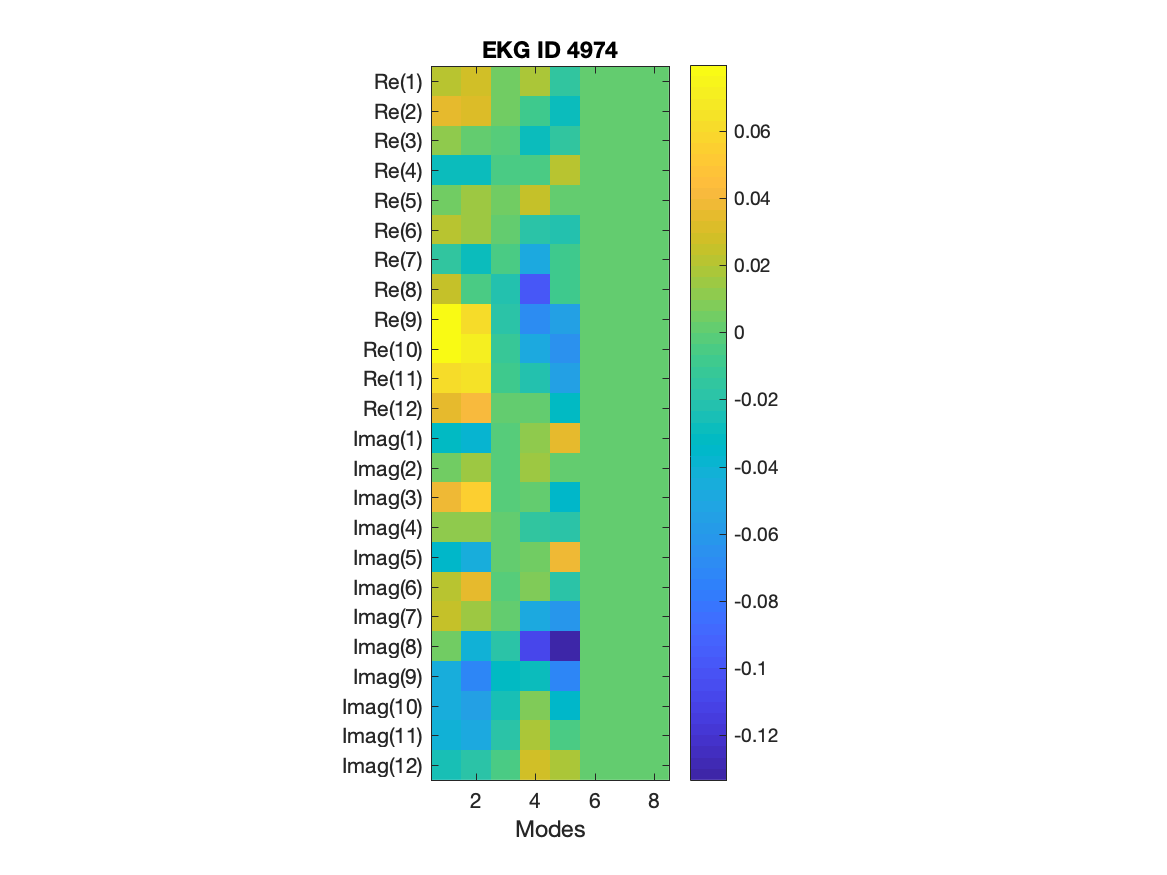 EKG ID 4974
Re(1)
Re(2)
Re(3)
Re(4)
Re(5)
Re(6)
Re(7)
Re(8)
Re(9)
Re(10)
Re(11)
Re(12)
Imag(1)
Imag(2)
Imag(3)
Imag(4)
Imag(5)
Imag(6)
Imag(7)
Imag(8)
Imag(9)
Imag(10)
Imag(11)
Imag(12)
2 4 6 8
Modes
0.06
0.04
0.02
0
-0.02
-0.04
-0.06
-0.08
-0.1
-0.12